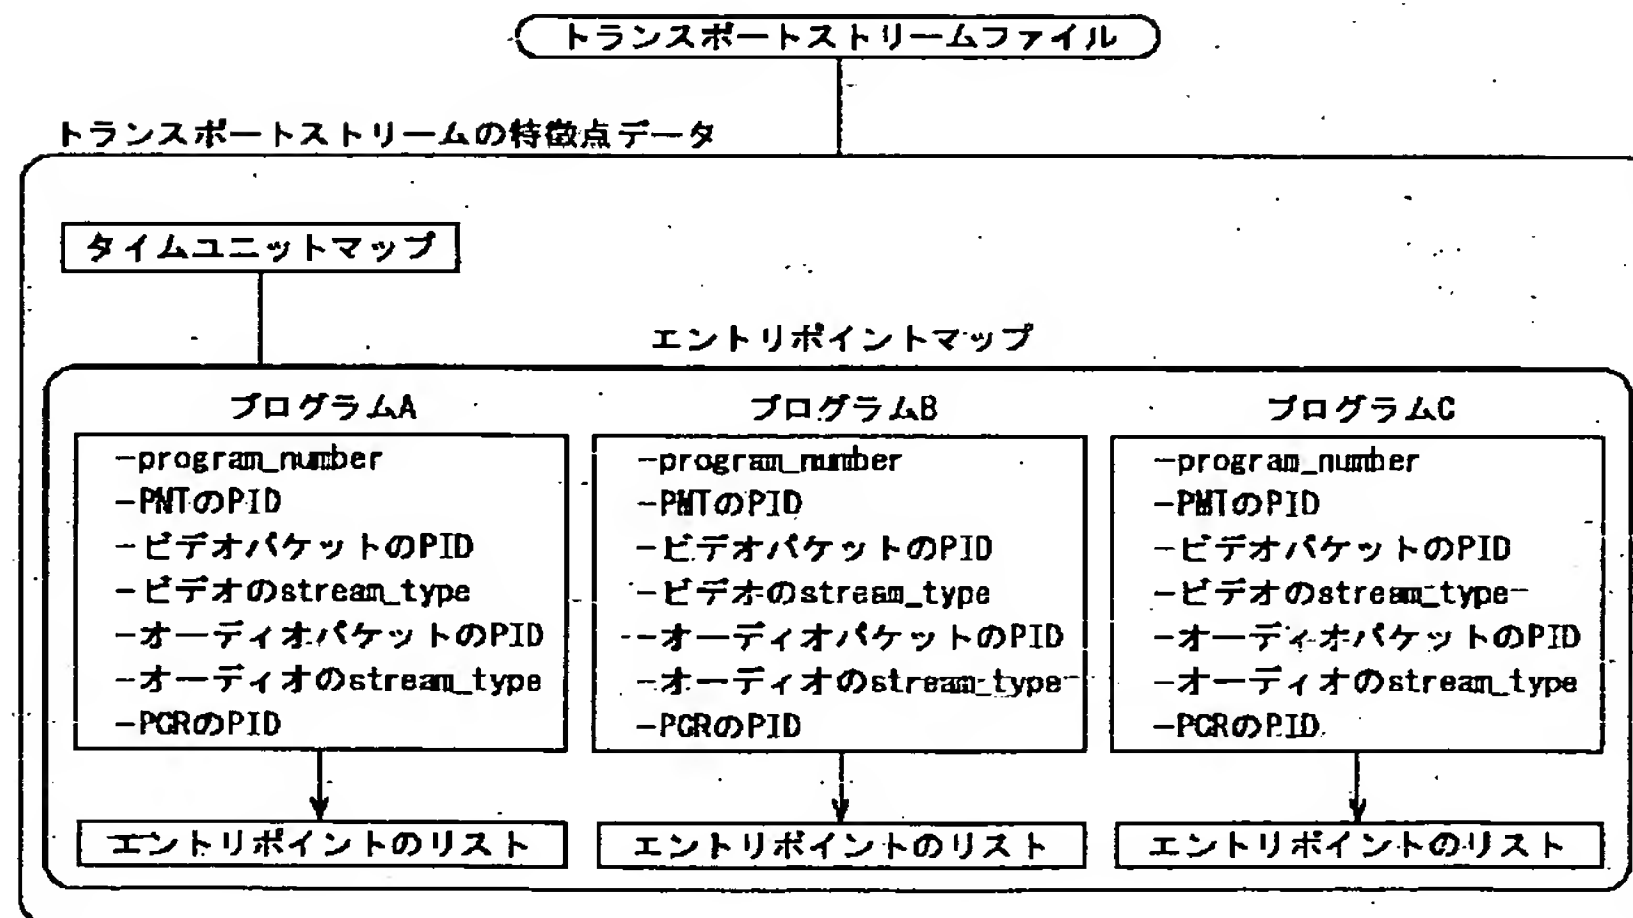 トランスポートストリームファイル
トランスポートストリームの特徴点データ
タイムユニットマップ
エントリポイントマップ
プログラムA
-program_number
-PMTのPID
-ビデオパケットのPID
-ビデオのstream_type
-オーディオパケットのPID
-オーディオのstream_type
-PCRのPID
エントリポイントのリスト
プログラムB
-program_number
-PMTのPID
-ビデオパケットのPID
-ビデオのstream_type
-オーディオパケットのPID
-オーディオのstream_type
-PCRのPID
エントリポイントのリスト
プログラムC
-program_number
-PMTのPID
-ビデオパケットのPID
-ビデオのstream_type
-オーディオパケットのPID
-オーディオのstream_type
-PCRのPID
エントリポイントのリスト